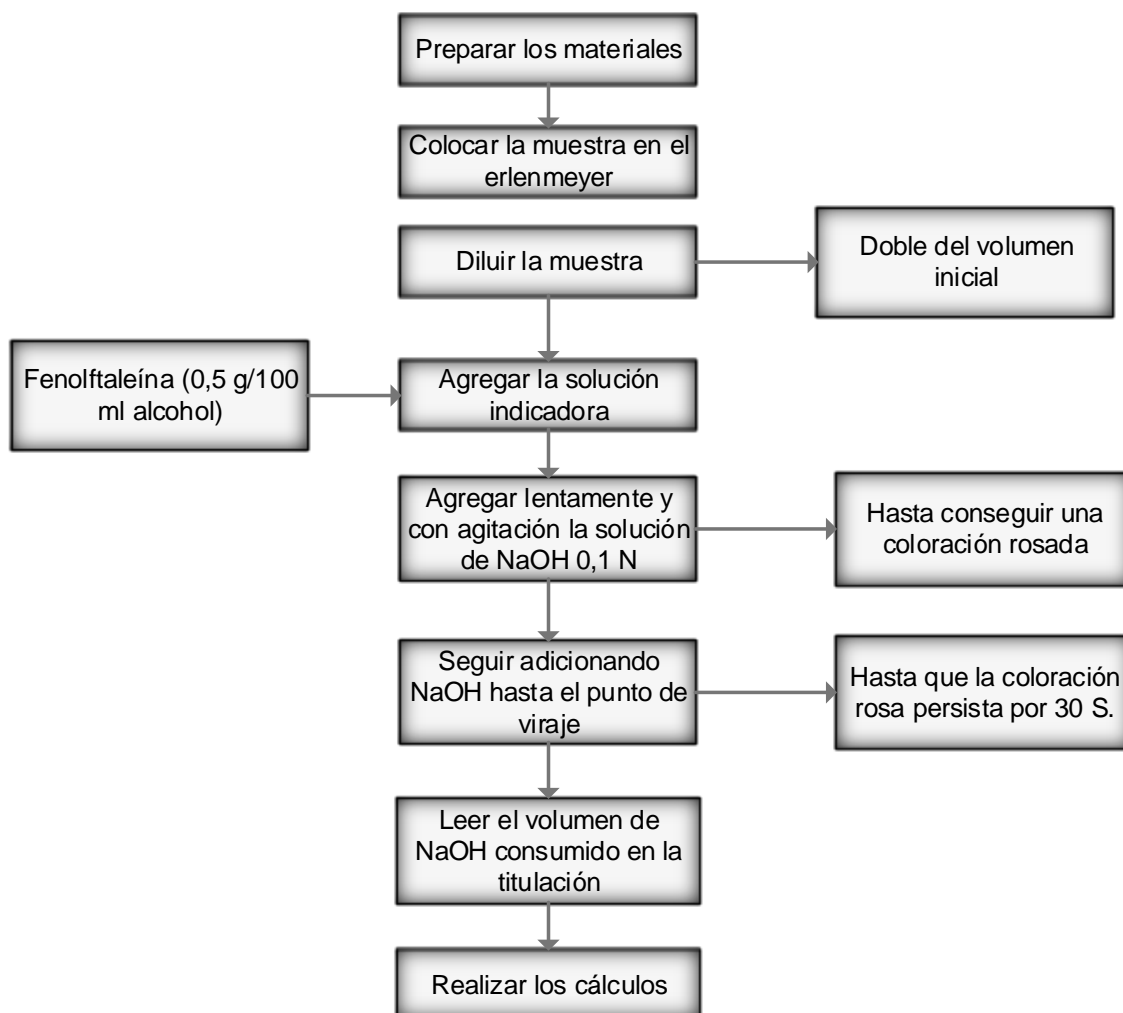 Preparar los materiales
Colocar la muestra en el
erlenmeyer
Diluir la muestra
Doble del volumen
inicial
Fenolftaleína (0,5 g/100
ml alcohol)
Agregar la solución
indicadora
Agregar lentamente y
con agitación la solución
de NaOH 0,1 N
Hasta conseguir una
coloración rosada
Seguir adicionando
NaOH hasta el punto de
viraje
Hasta que la coloración
rosa persista por 30 S.
Leer el volumen de
NaOH consumido en la
titulación
Realizar los cálculos